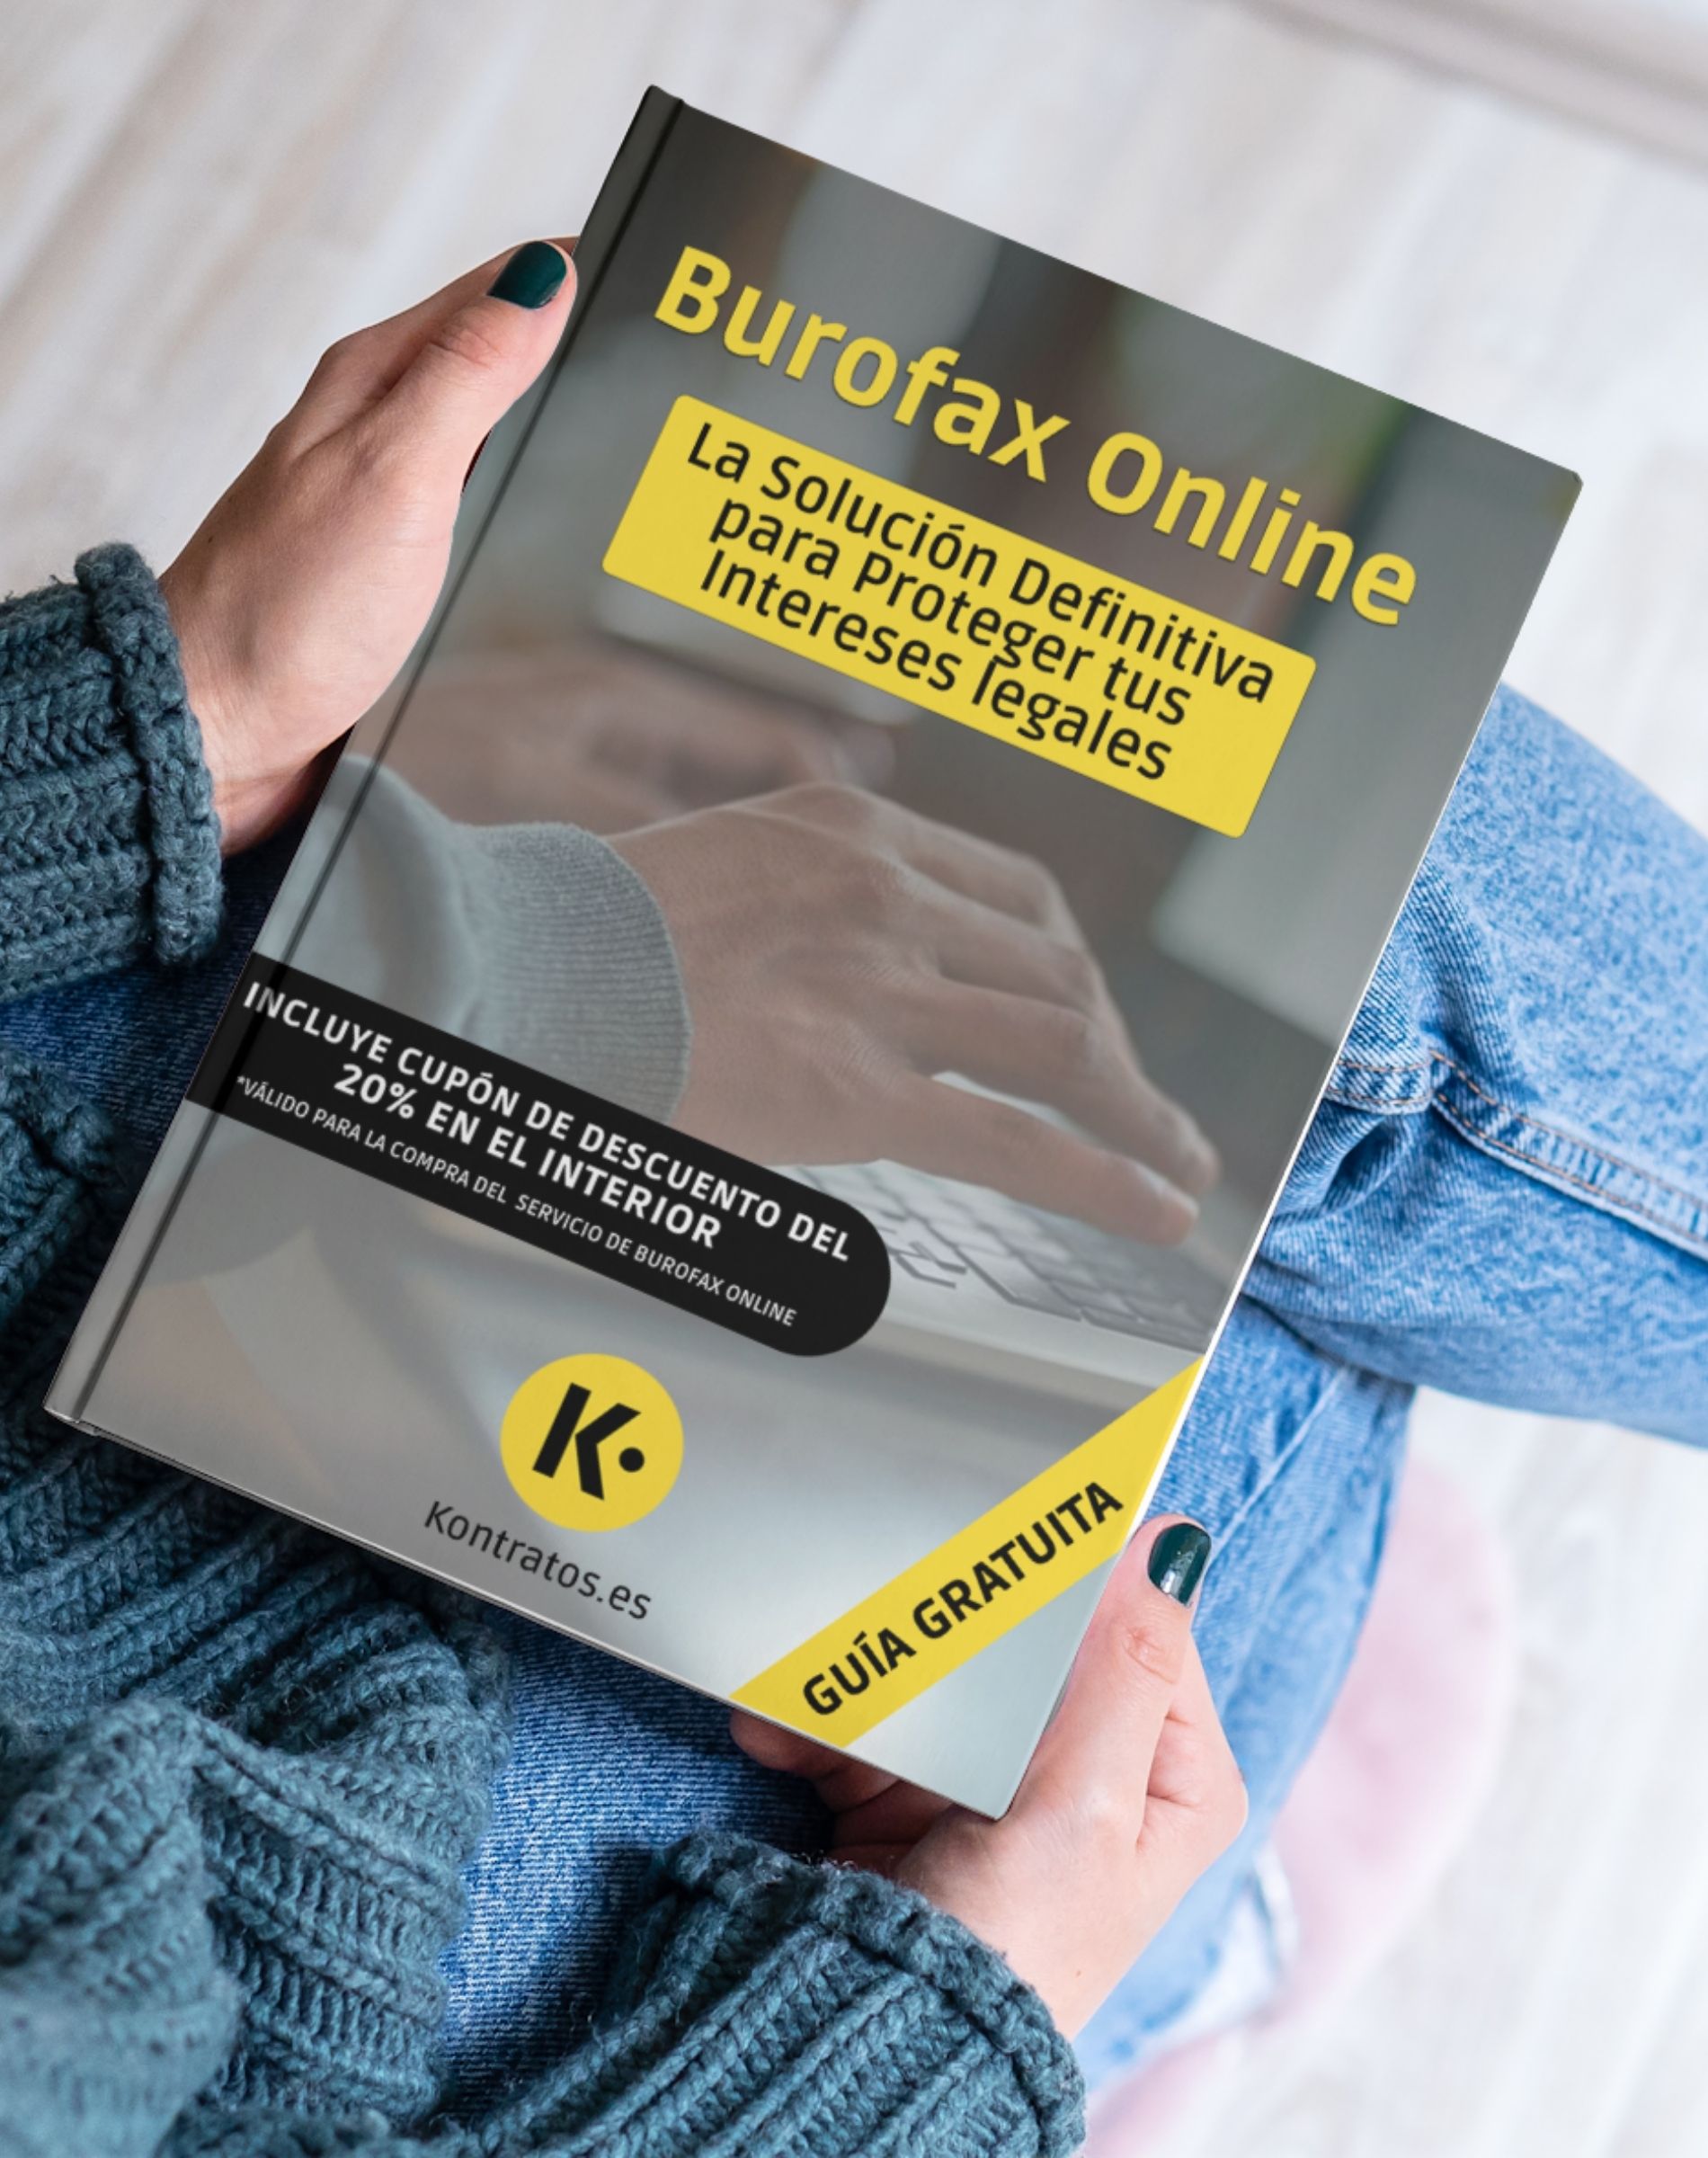 Burofax Online
La Solución Definitiva
para Proteger tus
Intereses legales
INCLUYE CUPÓN DE DESCUENTO DEL
20% EN EL INTERIOR
*VÁLIDO PARA LA COMPRA DEL SERVICIO DE BUROFAX ONLINE
K.
Kontratos.es
GUÍA GRATUITA